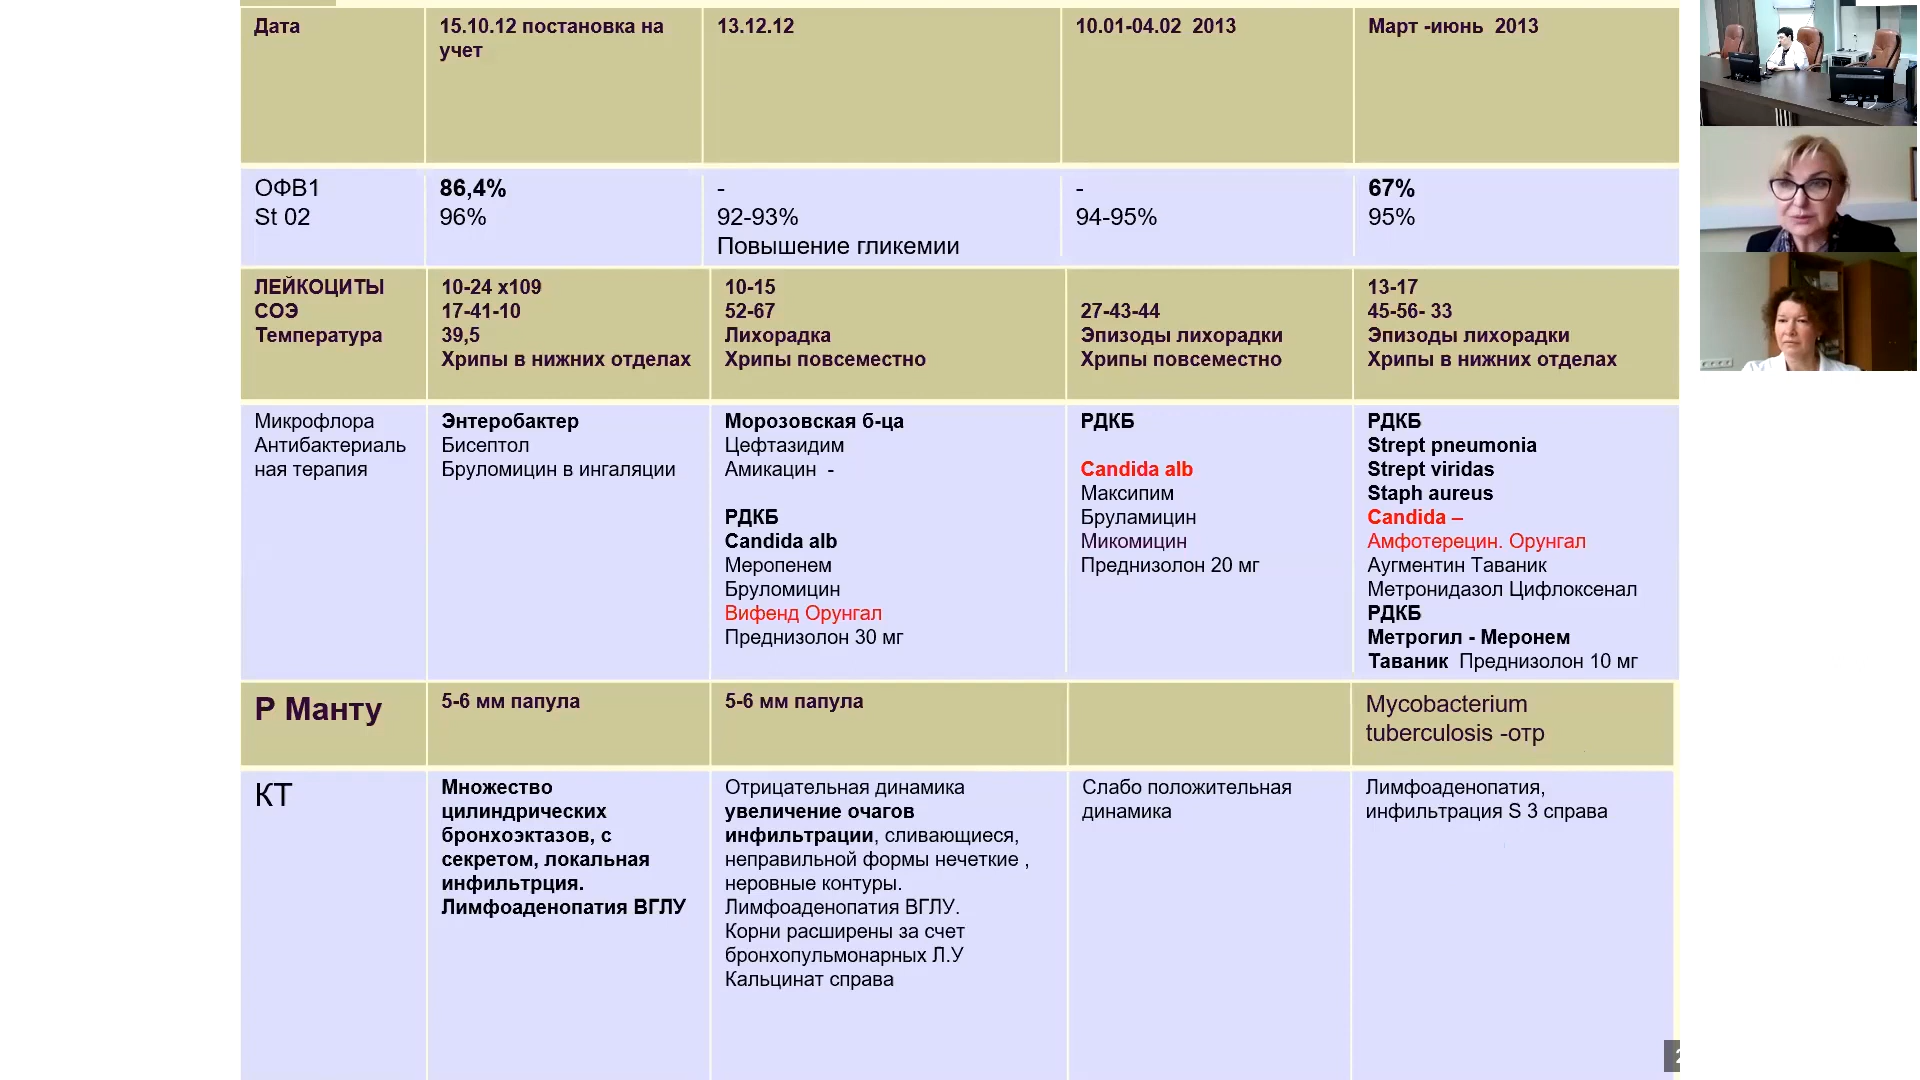 Дата
15.10.12 постановка на
учет
13.12.12
10.01-04.02 2013
Март -июнь 2013
ОФВ1
St 02
86,4%
96%
-
92-93%
Повышение гликемии
-
94-95%
67%
95%
ЛЕЙКОЦИТЫ
СОЭ
Температура
10-24 х109
17-41-10
39,5
Хрипы в нижних отделах
10-15
52-67
Лихорадка
Хрипы повсеместно
27-43-44
Эпизоды лихорадки
Хрипы повсеместно
13-17
45-56- 33
Эпизоды лихорадки
Хрипы в нижних отделах
Микрофлора
Антибактериаль
ная терапия
Энтеробактер
Бисептол
Бруломицин в ингаляции
Морозовская б-ца
Цефтазидим
Амикацин -
РДКБ
Candida alb
Меропенем
Бруломицин
Вифенд Орунгал
Преднизолон 30 мг
РДКБ
Candida alb
Максипим
Бруламицин
Микомицин
Преднизолон 20 мг
РДКБ
Strept pneumonia
Strept viridas
Staph aureus
Candida –
Амфотерецин. Орунгал
Аугментин Таваник
Метронидазол Цифлоксенал
РДКБ
Метрогил - Меронем
Таваник Преднизолон 10 мг
Р Манту
5-6 мм папула
5-6 мм папула
Mycobacterium
tuberculosis -отр
КТ
Множество
цилиндрических
бронхоэктазов, с
секретом, локальная
инфильтрция.
Лимфоаденопатия ВГЛУ
Отрицательная динамика
увеличение очагов
инфильтрации, сливающиеся,
неправильной формы нечеткие ,
неровные контуры.
Лимфоаденопатия ВГЛУ.
Корни расширены за счет
бронхопульмонарных Л.У
Кальцинат справа
Слабо положительная
динамика
Лимфоаденопатия,
инфильтрация S 3 справа